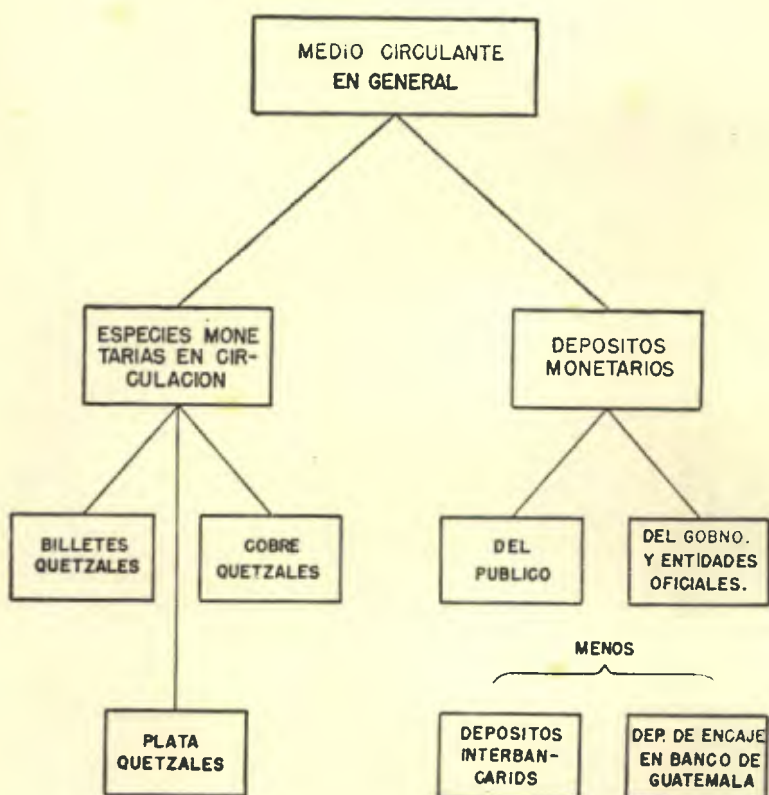 MEDIO CIRCULANTE
EN GENERAL
ESPECIES MONE
TARIAS EN CIR-
CULACION
DEPOSITOS
MONETARIOS
BILLETES
QUETZALES
COBRE
QUETZALES
DEL
PUBLICO
DEL GOBNO.
Y ENTIDADES
OFICIALES.
MENOS
PLATA
QUETZALES
DEPOSITOS
INTERBAN-
CARIDS
DEP. DE ENCAJE
EN BANCO DE
GUATEMALA